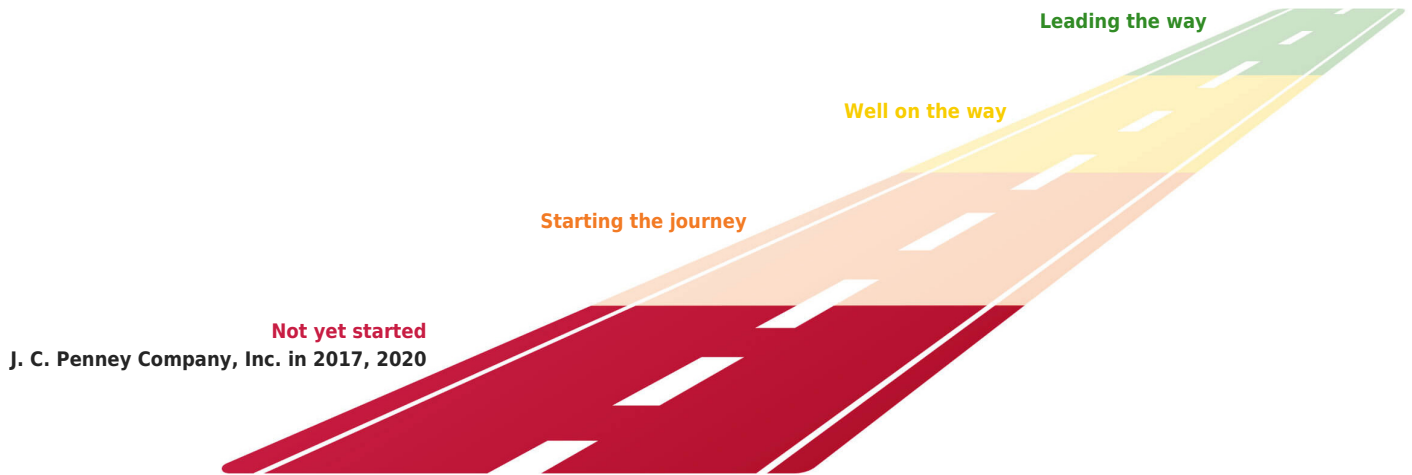 Leading the way
Well on the way
Starting the journey
Not yet started
J. C. Penney Company, Inc. in 2017, 2020